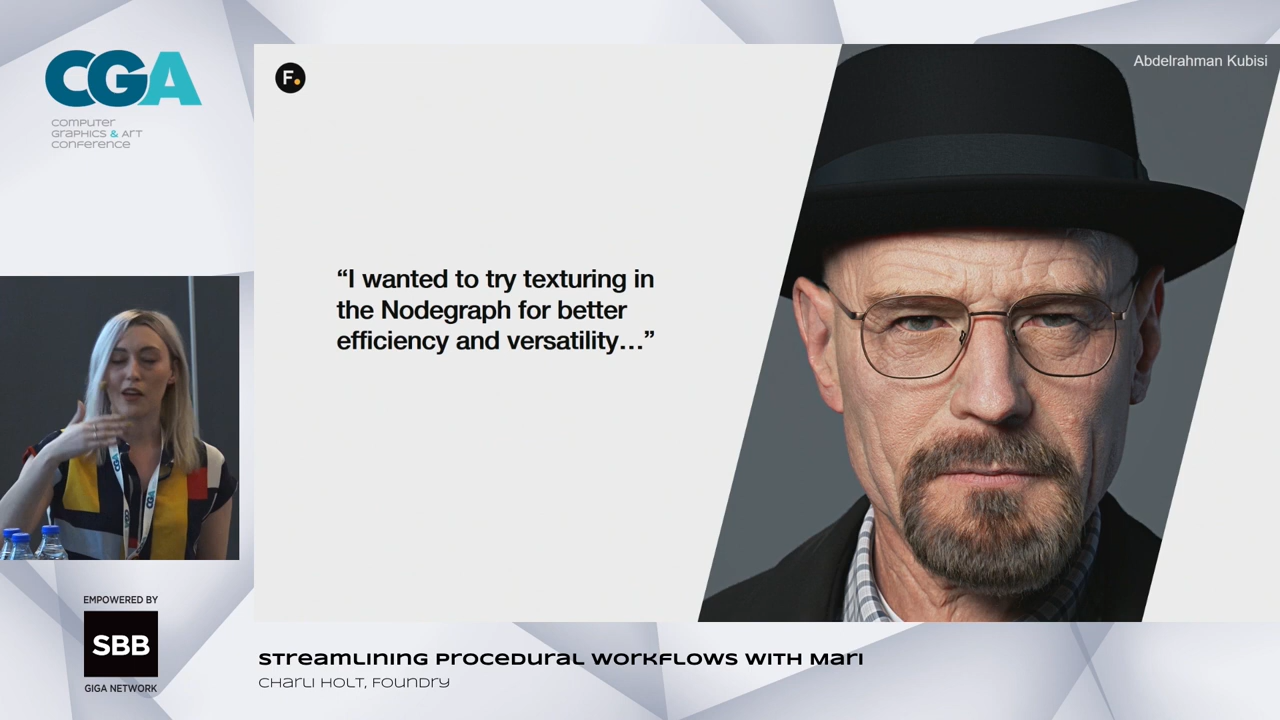 CGA
COMPUTER
GRAPHICS & ART
CONFERENCE
F.
Abdelrahman Kubisi
“I wanted to try texturing in
the Nodegraph for better
efficiency and versatility…”
CGA
EMPOWERED BY
SBB
GIGA NETWORK
STREAMLINING PROCEDURAL WORKFLOWS WITH MARI
CHARLI HOLT, FOUNDRY